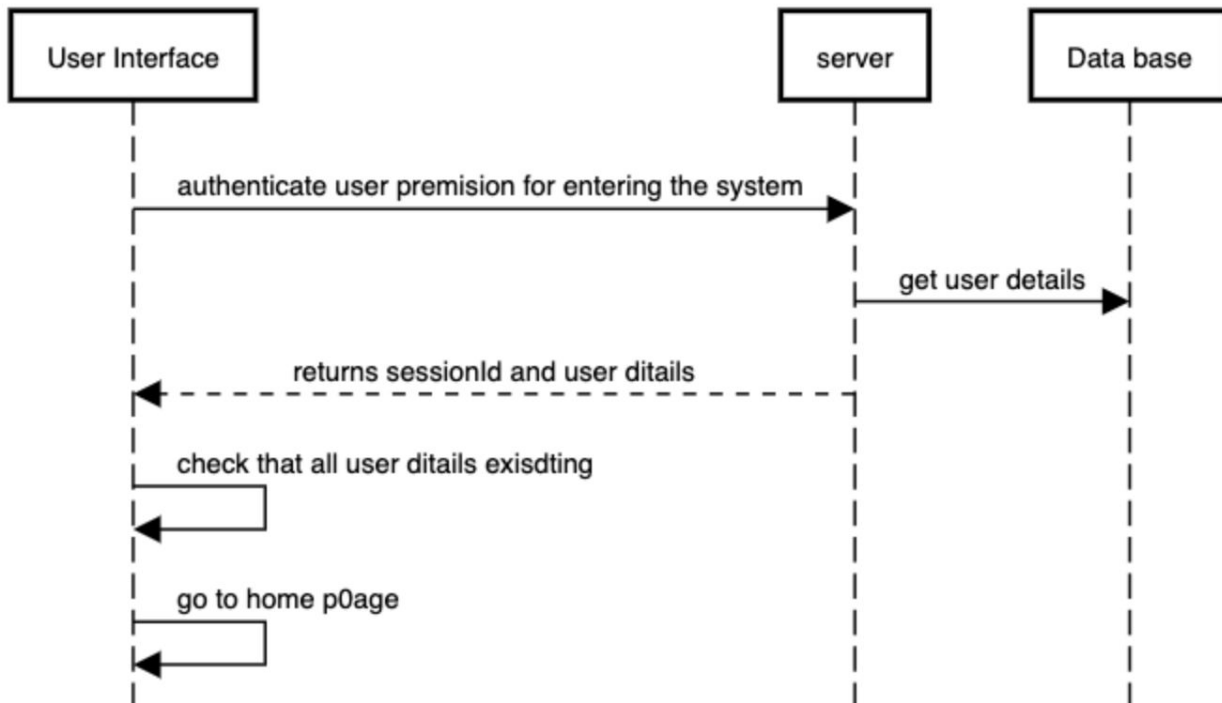 User Interface
server
Data base
authenticate user premision for entering the system
get user details
returns sessionId and user ditails
check that all user ditails exisdting
go to home p0age